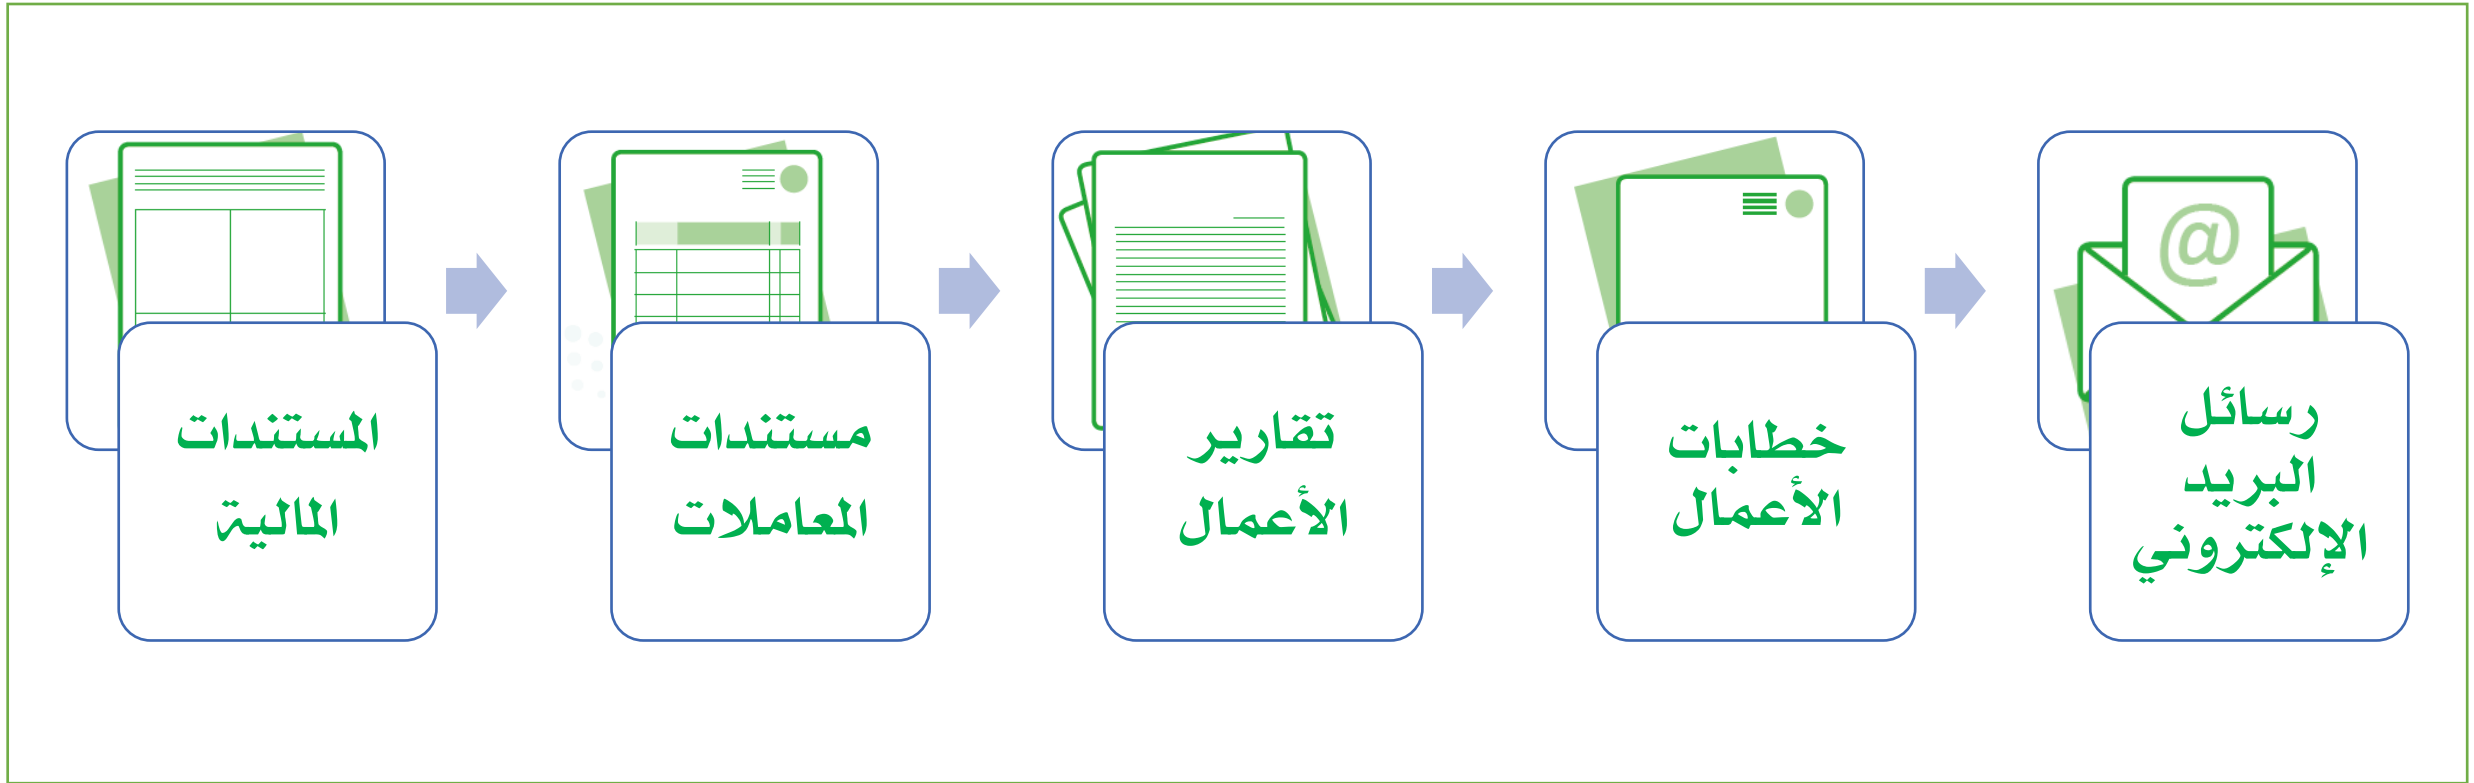 رسائل
البريد
الإلكتروني
خطابات
الأعمال
تقارير
الأعمال
مستندات
المعاملات
المستندات
المالية